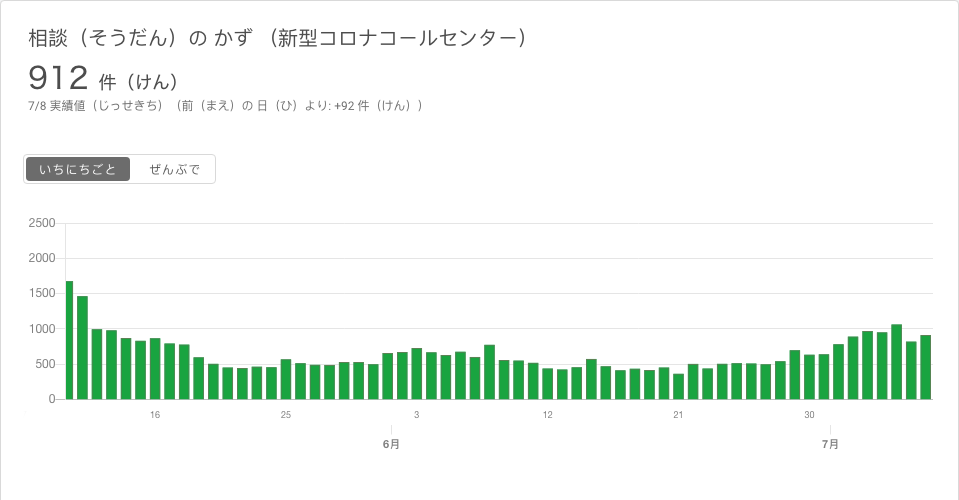 相談（そうだん）の かず （新型コロナコールセンター）
912 件（けん）
7/8 実績値（じっせきち）（前（まえ）の 日（ひ）より: +92 件（けん））
いちにちごと ぜんぶで
2500
2000
1500
1000
500
0
16 25 3 12 21 30
6月 7月